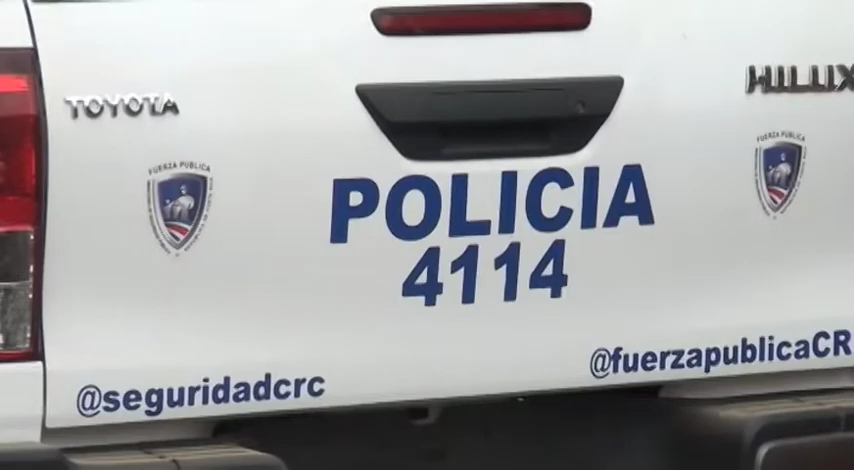 TOYOTA
HILUX
FUERZA PUBLICA
FUERZA PUBLICA
POLICIA
4114
@seguridadcrc
@fuerzapublicaCR